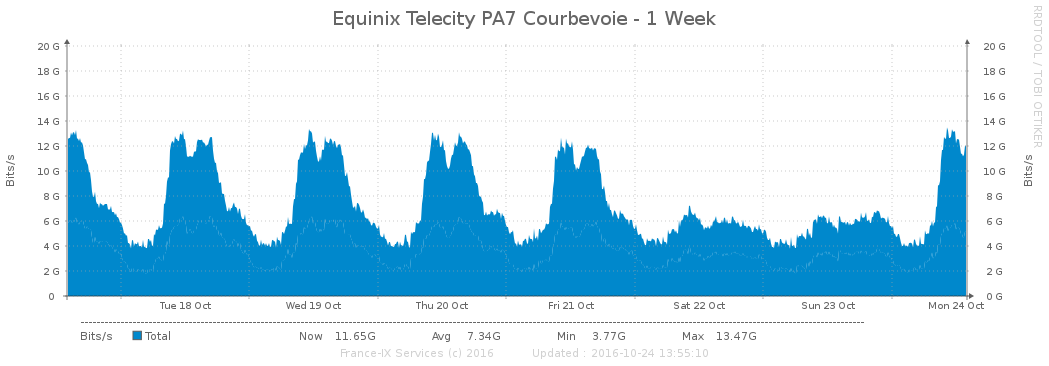 Equinix Telecity PA7 Courbevoie - 1 Week
RRDTOOL / TOBI OETIKER
Bits/s
20 G 20 G
18 G 18 G
16 G 16 G
14 G 14 G
12 G 12 G
10 G 10 G
8 G 8 G
6 G 6 G
4 G 4 G
2 G 2 G
0 0 G
Bits/s
Tue 18 Oct Wed 19 Oct Thu 20 Oct Fri 21 Oct Sat 22 Oct Sun 23 Oct Mon 24 Oct
Bits/s Total Now 11.65G Avg 7.34G Min 3.77G Max 13.47G
France-IX Services (c) 2016 Updated : 2016-10-24 13:55:10